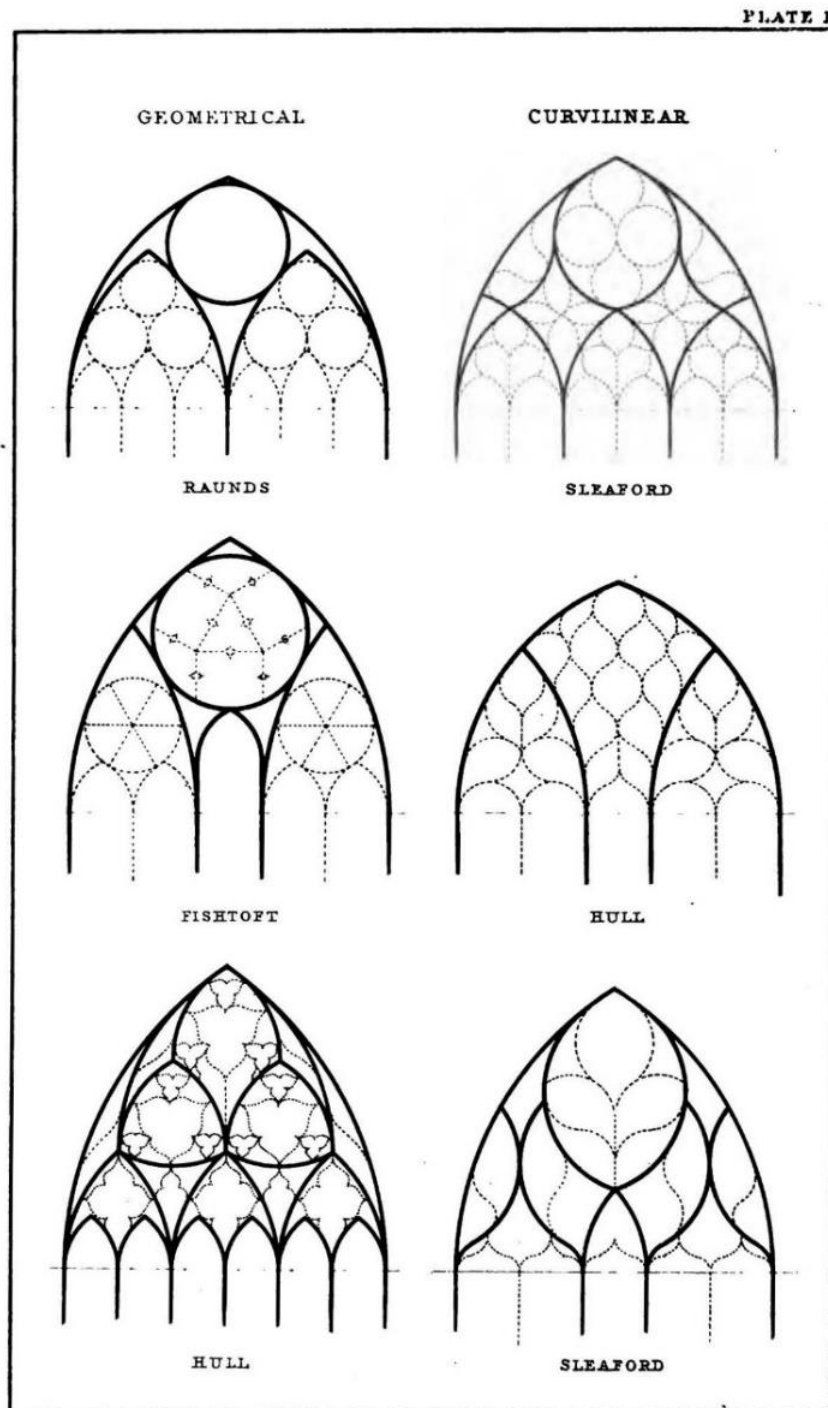 PLATE
GEOMETRICAL CURVILINEAR
RAUNDS SLEAFORD
FISHTOFT HULL
HULL SLEAFORD